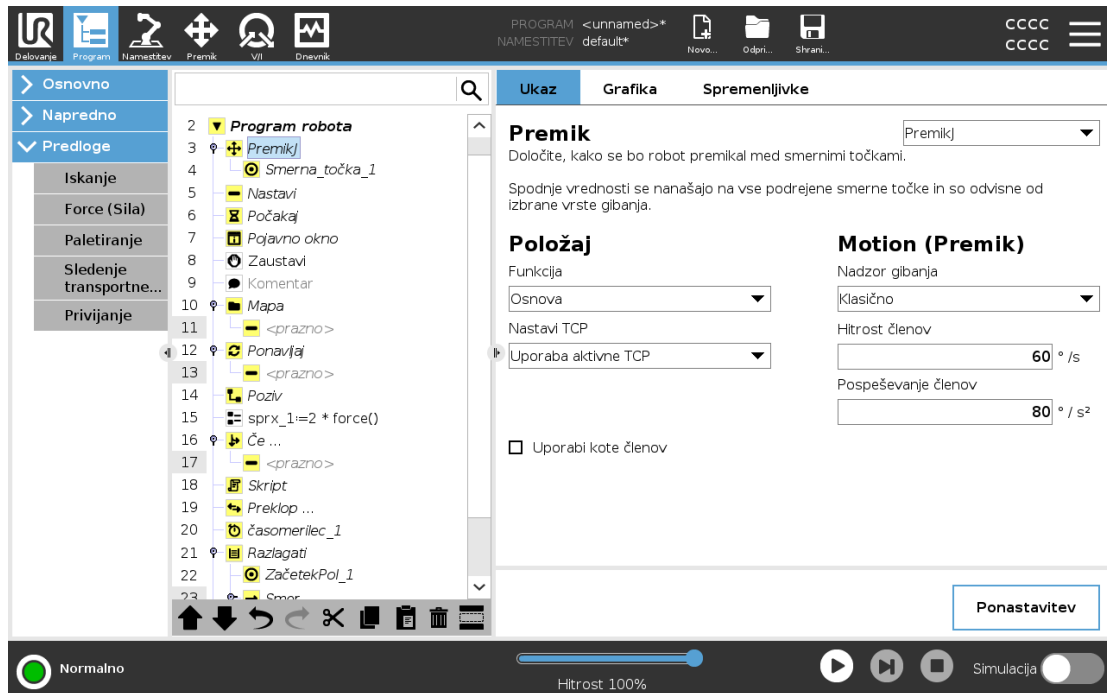 PROGRAM <unnamed>*
NAMESTITEV default*
Delovanje
Program
Namestitev
Premik
V/I
Dnevnik
Novo...
Odpri...
Shrani...
CCCC
CCCC
Osnovno
Napredno
Predloge
Iskanje
Force (Sila)
Paletiranje
Sledenje
transportne...
Privijanje
2 Program robota
3 PremikJ
4 Smerna_točka_1
5 Nastavi
6 Počakaj
7 Pojavno okno
8 Zaustavi
9 Komentar
10 Mapa
11 <prazno>
12 Ponavljaj
13 <prazno>
14 Poziv
15 sprx_1:=2 * force()
16 Če ...
17 <prazno>
18 Skript
19 Preklop ...
20 časomerilec_1
21 Razlagati
22 ZačetekPol_1
23 Smer
Ukaz
Grafika
Spremenljivke
Premik
PremikJ
Določite, kako se bo robot premikal med smernimi točkami.
Spodnje vrednosti se nanašajo na vse podrejene smerne točke in so odvisne od
izbrane vrste gibanja.
Položaj
Funkcija
Osnova
Nastavi TCP
Uporaba aktivne TCP
Uporabi kote členov
Motion (Premik)
Nadzor gibanja
Klasično
Hitrost členov
60 ° /s
Pospeševanje členov
80 ° / s²
Ponastavitev
Normalno
Hitrost 100%
Simulacija